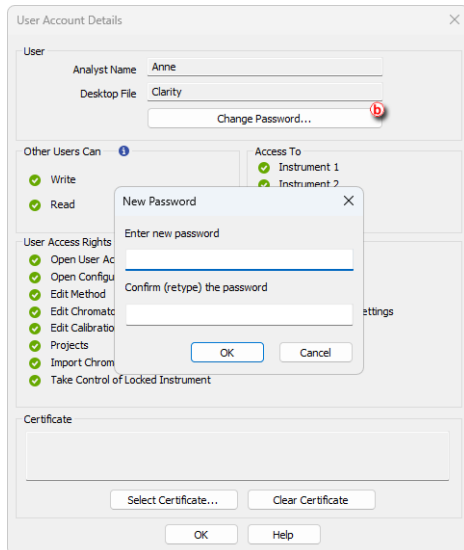 User Account Details
User
Analyst Name Anne
Desktop File Clarity
Change Password...
b
Other Users Can
Access To
Write
Instrument 1
Read
Instrument 2
New Password
Enter new password
Confirm (retype) the password
OK Cancel
User Access Rights
Open User Ac
Open Configu
Edit Method
Edit Chromato
ettings
Edit Calibratio
Projects
Import Chrom
Take Control of Locked Instrument
Certificate
Select Certificate... Clear Certificate
OK Help